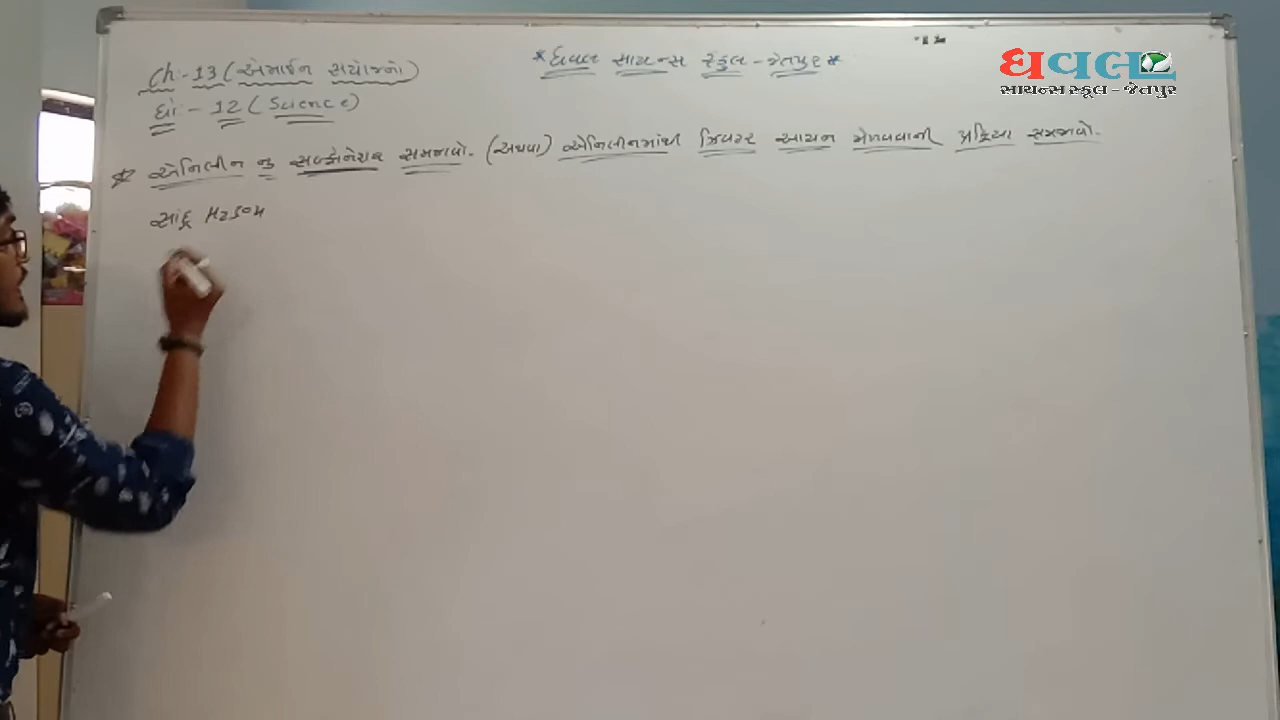 * ધવલ સાયન્સ સ્કુલ - જેતપુર *
ધવલ
સાયન્સ સ્કૂલ - જેતપુર
ch - 13 ( એમાઈન સંયોજનો )
ધો - 12 ( Science )
* એનિલીન નુ સલ્ફોનેશન સમજાવો. (અથવા) એનિલીનમાંથી ઝિવટર આયન મેળવવાની પ્રક્રિયા સમજાવો.
સાંદ્ર H2SO4